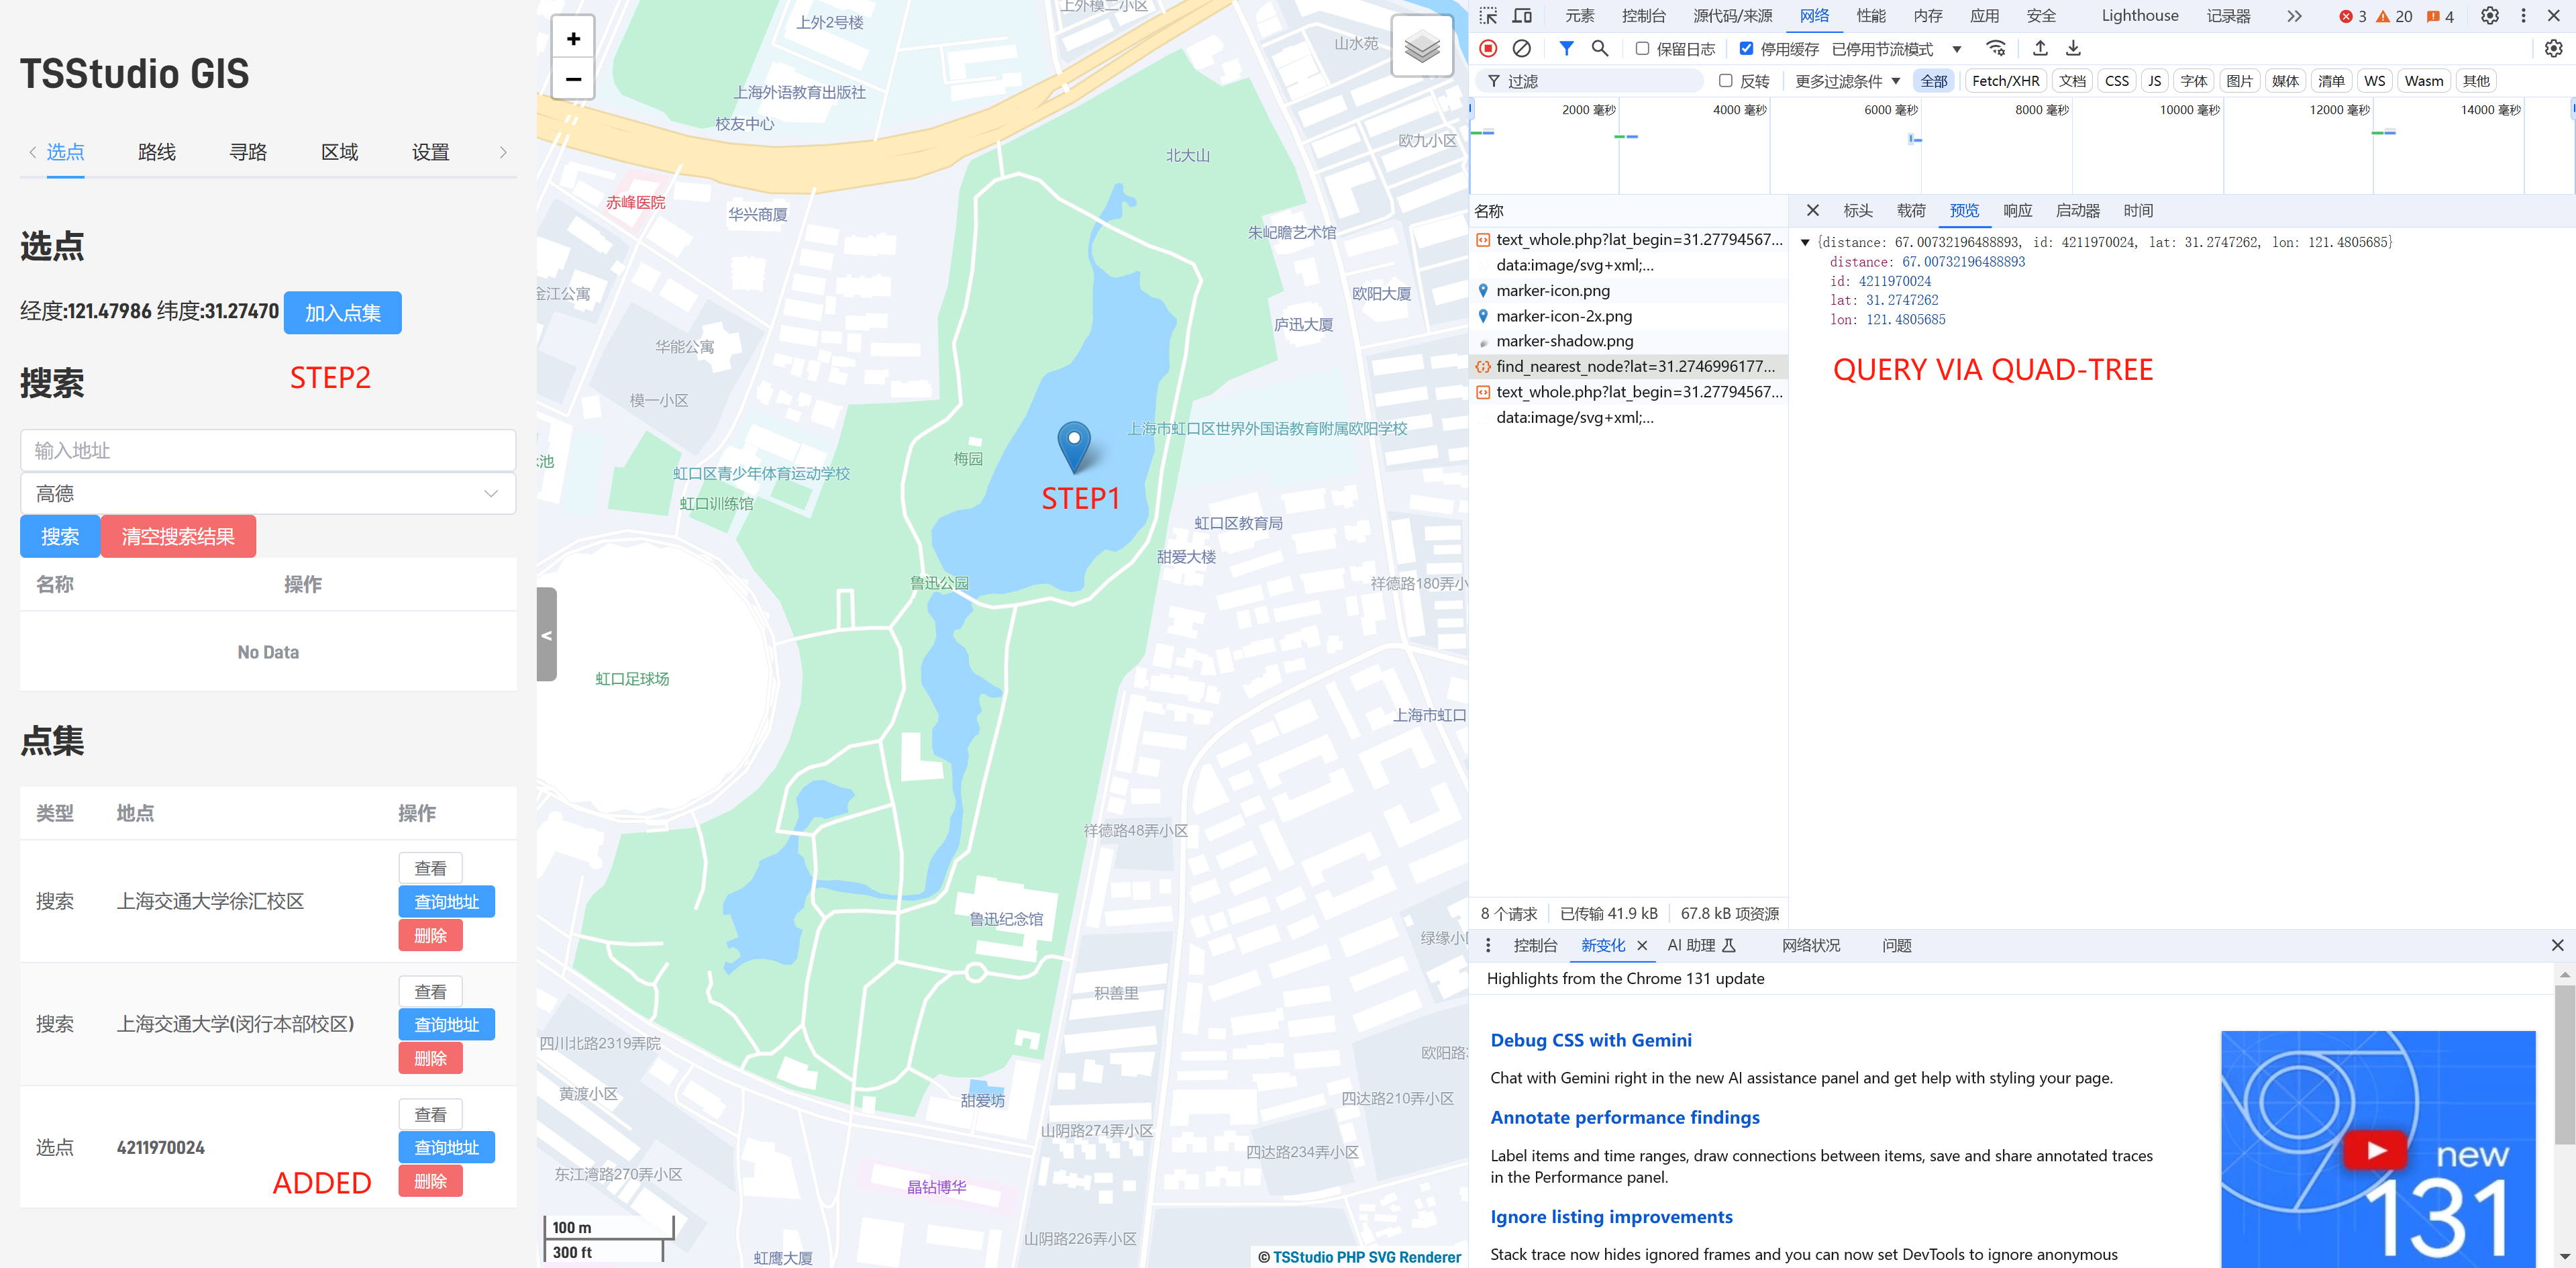 TSStudio GIS
选点
路线
寻路
区域
设置
选点
经度:121.47986 纬度:31.27470
加入点集
STEP2
搜索
输入地址
高德
搜索
清空搜索结果
名称
操作
No Data
点集
类型
地点
操作
搜索
上海交通大学徐汇校区
查看
查询地址
删除
搜索
上海交通大学(闵行本部校区)
查看
查询地址
删除
选点
4211970024
查看
查询地址
删除
ADDED
+
−
上外2号楼
上外模二小区
山水苑
上海外语教育出版社
校友中心
欧九小区
北大山
赤峰医院
华兴商厦
朱屺瞻艺术馆
金江公寓
欧阳大厦
庐迅大厦
华能公寓
模一小区
上海市虹口区世界外国语教育附属欧阳学校
梅园
虹口区青少年体育运动学校
虹口训练馆
STEP1
虹口区教育局
甜爱大楼
鲁迅公园
祥德路180弄小
<
虹口足球场
上海市虹口
祥德路48弄小区
鲁迅纪念馆
绿缘小
积善里
四川北路2319弄院
欧阳路
黄渡小区
甜爱坊
四达路210弄小区
山阴路274弄小区
四达路234弄小区
东江湾路270弄小区
晶钻博华
100 m
300 ft
山阴路226弄小区
虹鹰大厦
© TSStudio PHP SVG Renderer
元素
控制台
源代码/来源
网络
性能
内存
应用
安全
Lighthouse
记录器
3
20
4
保留日志
停用缓存
已停用节流模式
过滤
反转
更多过滤条件
全部
Fetch/XHR
文档
CSS
JS
字体
图片
媒体
清单
WS
Wasm
其他
2000 毫秒
4000 毫秒
6000 毫秒
8000 毫秒
10000 毫秒
12000 毫秒
14000 毫秒
名称
text_whole.php?lat_begin=31.27794567...
data:image/svg+xml;...
marker-icon.png
marker-icon-2x.png
marker-shadow.png
find_nearest_node?lat=31.2746996177...
text_whole.php?lat_begin=31.27794567...
data:image/svg+xml;...
标头
载荷
预览
响应
启动器
时间
{distance: 67.00732196488893, id: 4211970024, lat: 31.2747262, lon: 121.4805685}
distance: 67.00732196488893
id: 4211970024
lat: 31.2747262
lon: 121.4805685
QUERY VIA QUAD-TREE
8 个请求
已传输 41.9 kB
67.8 kB 项资源
控制台
新变化
AI 助理
网络状况
问题
Highlights from the Chrome 131 update
Debug CSS with Gemini
Chat with Gemini right in the new AI assistance panel and get help with styling your page.
Annotate performance findings
Label items and time ranges, draw connections between items, save and share annotated traces
in the Performance panel.
Ignore listing improvements
Stack trace now hides ignored frames and you can now set DevTools to ignore anonymous
new
131